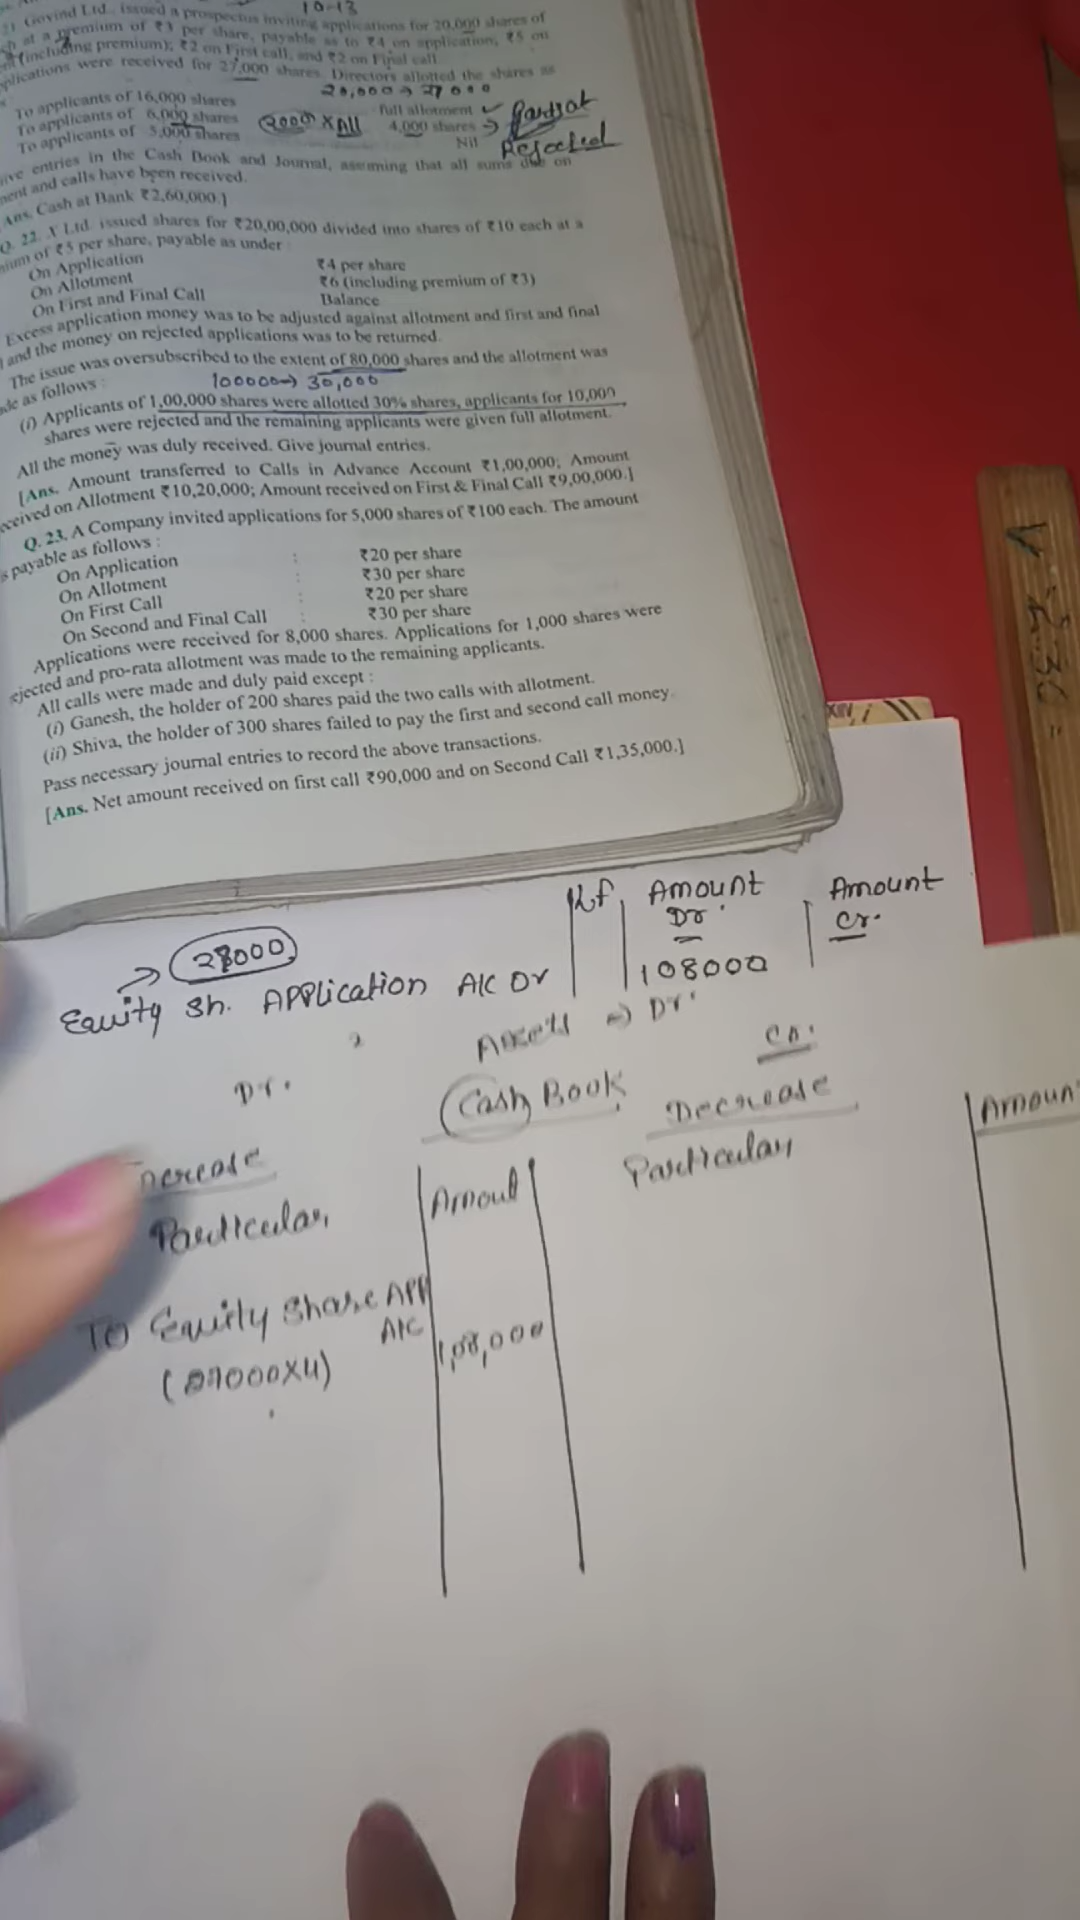 10-13
Govind Ltd. issued a prospectus inviting applications for 20,000 shares of
at a premium of ₹3 per share, payable as to ₹4 on application, ₹5 on
(including premium); ₹2 on First call, and ₹2 on Final call.
plications were received for 27,000 shares. Directors allotted the shares as
20,000 → 27000
To applicants of 16,000 shares full allotment
To applicants of 6,000 shares 4,000 shares →
To applicants of 5,000 shares Nil Rejected
2000 X All
ive entries in the Cash Book and Journal, assuming that all sums due on
ment and calls have been received.
Ans. Cash at Bank ₹2,60,000.]
Q. 22. X Ltd. issued shares for ₹20,00,000 divided into shares of ₹10 each at a
mium of ₹5 per share, payable as under
On Application ₹4 per share
On Allotment ₹6 (including premium of ₹3)
On First and Final Call Balance
Excess application money was to be adjusted against allotment and first and final
and the money on rejected applications was to be returned.
The issue was oversubscribed to the extent of 80,000 shares and the allotment was
de as follows :
100000→ 30,000
(i) Applicants of 1,00,000 shares were allotted 30% shares, applicants for 10,000
shares were rejected and the remaining applicants were given full allotment.
All the money was duly received. Give journal entries.
[Ans. Amount transferred to Calls in Advance Account ₹1,00,000; Amount
eceived on Allotment ₹10,20,000; Amount received on First & Final Call ₹9,00,000.]
Q. 23. A Company invited applications for 5,000 shares of ₹100 each. The amount
s payable as follows :
On Application : ₹20 per share
On Allotment : ₹30 per share
On First Call : ₹20 per share
On Second and Final Call : ₹30 per share
Applications were received for 8,000 shares. Applications for 1,000 shares were
ejected and pro-rata allotment was made to the remaining applicants.
All calls were made and duly paid except :
(i) Ganesh, the holder of 200 shares paid the two calls with allotment.
(ii) Shiva, the holder of 300 shares failed to pay the first and second call money.
Pass necessary journal entries to record the above transactions.
[Ans. Net amount received on first call ₹90,000 and on Second Call ₹1,35,000.]
L.f. Amount Amount
Dr. Cr.
Equity Sh. Application A/c Dr 108000
Assets → Dr.
Dr. Cr.
Cash Book
Increase Decrease
Particular Amount Particular Amoun
To Equity Share APP
A/C
(27000X4) 1,08,000